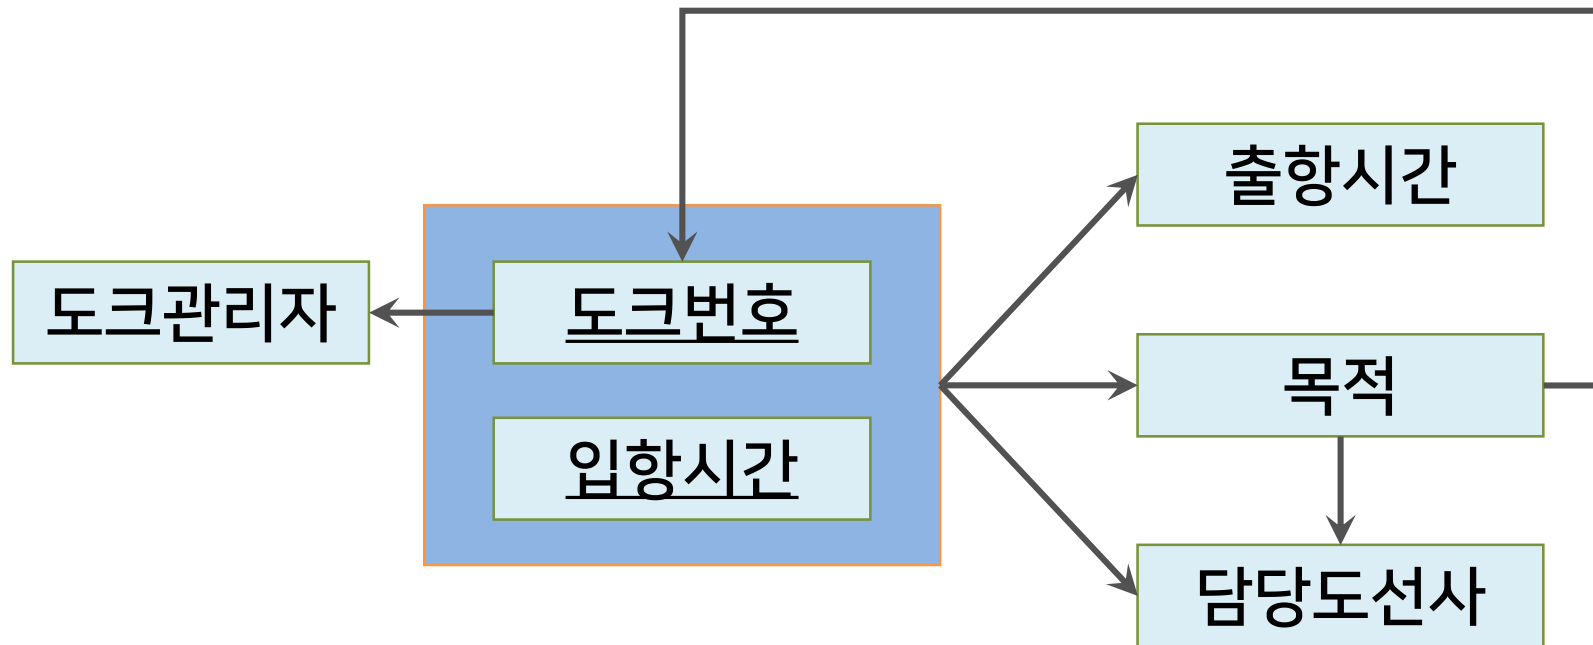 출항시간
도크관리자
도크번호
목적
입항시간
담당도선사